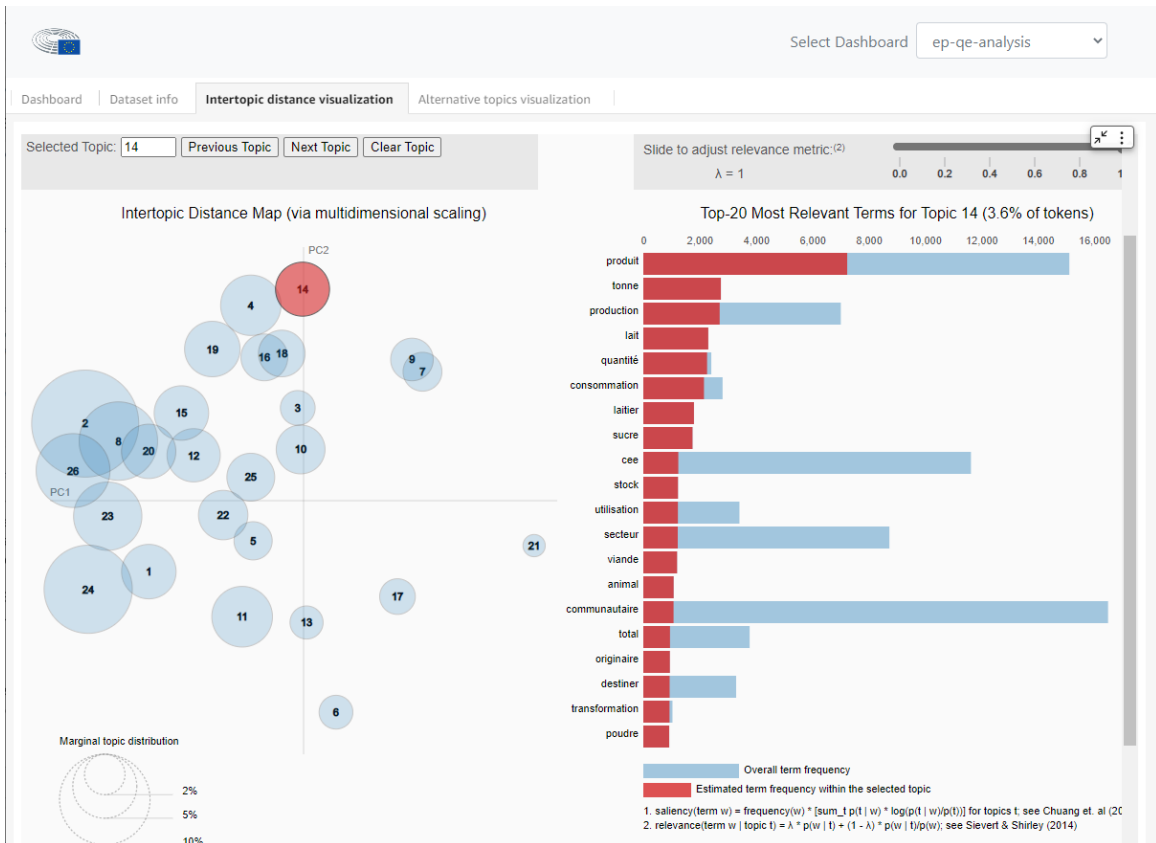 Select Dashboard ep-qe-analysis
Dashboard Dataset info Intertopic distance visualization Alternative topics visualization
Selected Topic: 14 Previous Topic Next Topic Clear Topic
Slide to adjust relevance metric:(2)
λ = 1
0.0 0.2 0.4 0.6 0.8 1
Intertopic Distance Map (via multidimensional scaling)
PC2
14
4
19
16 18
9
7
3
15
2
8
20
12
10
26
25
PC1
23
22
5
21
1
24
17
11
13
6
Marginal topic distribution
2%
5%
10%
Top-20 Most Relevant Terms for Topic 14 (3.6% of tokens)
0 2,000 4,000 6,000 8,000 10,000 12,000 14,000 16,000
produit
tonne
production
lait
quantité
consommation
laitier
sucre
cee
stock
utilisation
secteur
viande
animal
communautaire
total
originaire
destiner
transformation
poudre
Overall term frequency
Estimated term frequency within the selected topic
1. saliency(term w) = frequency(w) * [sum_t p(t | w) * log(p(t | w)/p(t))] for topics t; see Chuang et. al (20
2. relevance(term w | topic t) = λ * p(w | t) + (1 - λ) * p(w | t)/p(w); see Sievert & Shirley (2014)